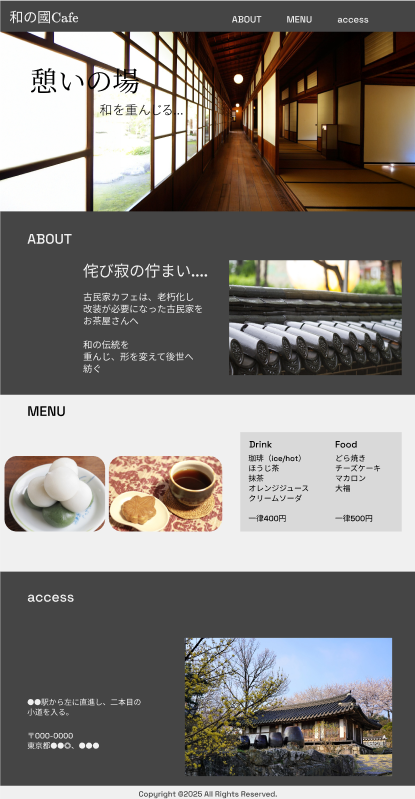 和の國Cafe
ABOUT
MENU
access
憩いの場
和を重んじる...
ABOUT
侘び寂の佇まい....
古民家カフェは、老朽化し
改装が必要になった古民家を
お茶屋さんへ
和の伝統を
重んじ、形を変えて後世へ
紡ぐ
MENU
Drink
珈琲（ice/hot）
ほうじ茶
抹茶
オレンジジュース
クリームソーダ
一律400円
Food
どら焼き
チーズケーキ
マカロン
大福
一律500円
access
●●駅から左に直進し、二本目の
小道を入る。
〒000-0000
東京都●●◎、●●●
Copyright ©2025 All Rights Reserved.